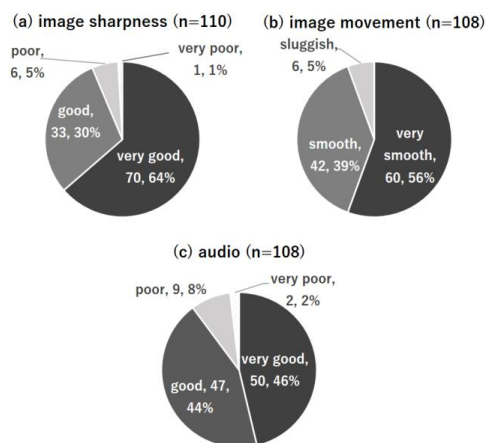 (a) image sharpness (n=110)
poor,
6, 5%
very poor,
1, 1%
good,
33, 30%
very good,
70, 64%
(b) image movement (n=108)
sluggish,
6, 5%
smooth,
42, 39%
very
smooth,
60, 56%
(c) audio (n=108)
poor, 9, 8%
very poor,
2, 2%
very good,
50, 46%
good, 47,
44%